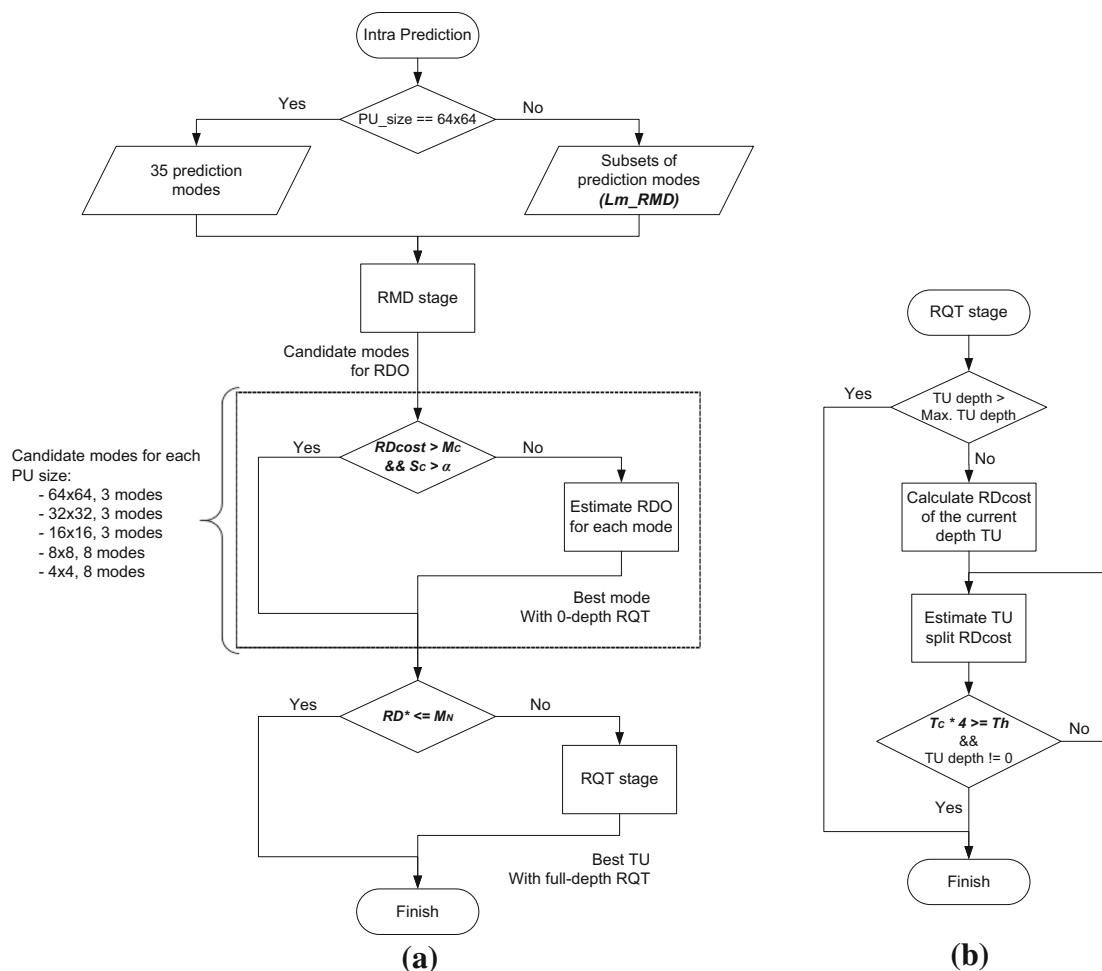 Intra Prediction
Yes
No
PU_size == 64x64
35 prediction
modes
Subsets of
prediction modes
(Lm_RMD)
RMD stage
Candidate modes
for RDO
Yes
RDcost > Mc
&& Sc > α
No
Estimate RDO
for each mode
Candidate modes for each
PU size:
- 64x64, 3 modes
- 32x32, 3 modes
- 16x16, 3 modes
- 8x8, 8 modes
- 4x4, 8 modes
Best mode
With 0-depth RQT
Yes
RD* <= MN
No
RQT stage
Best TU
With full-depth RQT
Finish
(a)
RQT stage
Yes
TU depth >
Max. TU depth
No
Calculate RDcost
of the current
depth TU
Estimate TU
split RDcost
Tc * 4 >= Th
&&
TU depth != 0
No
Yes
Finish
(b)